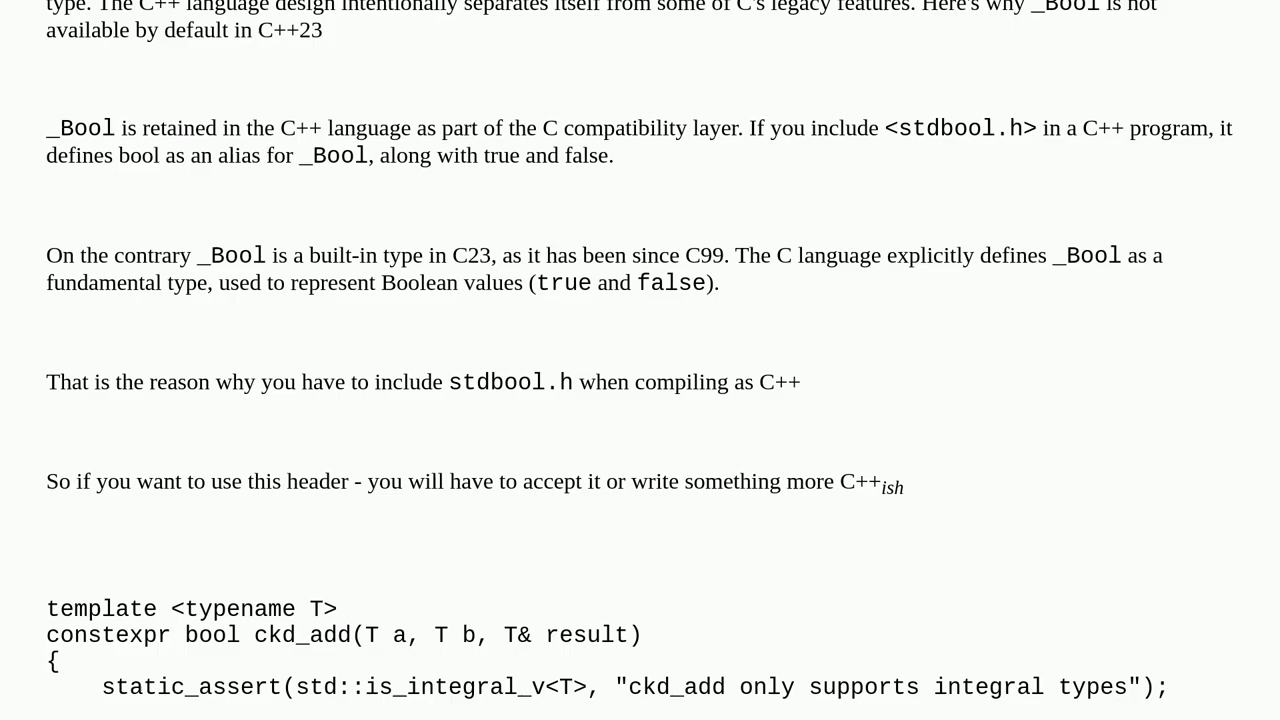 type. The C++ language design intentionally separates itself from some of C's legacy features. Here's why _Bool is not
available by default in C++23
_Bool is retained in the C++ language as part of the C compatibility layer. If you include <stdbool.h> in a C++ program, it
defines bool as an alias for _Bool, along with true and false.
On the contrary _Bool is a built-in type in C23, as it has been since C99. The C language explicitly defines _Bool as a
fundamental type, used to represent Boolean values (true and false).
That is the reason why you have to include stdbool.h when compiling as C++
So if you want to use this header - you will have to accept it or write something more C++ish
template <typename T>
constexpr bool ckd_add(T a, T b, T& result)
{
    static_assert(std::is_integral_v<T>, "ckd_add only supports integral types");